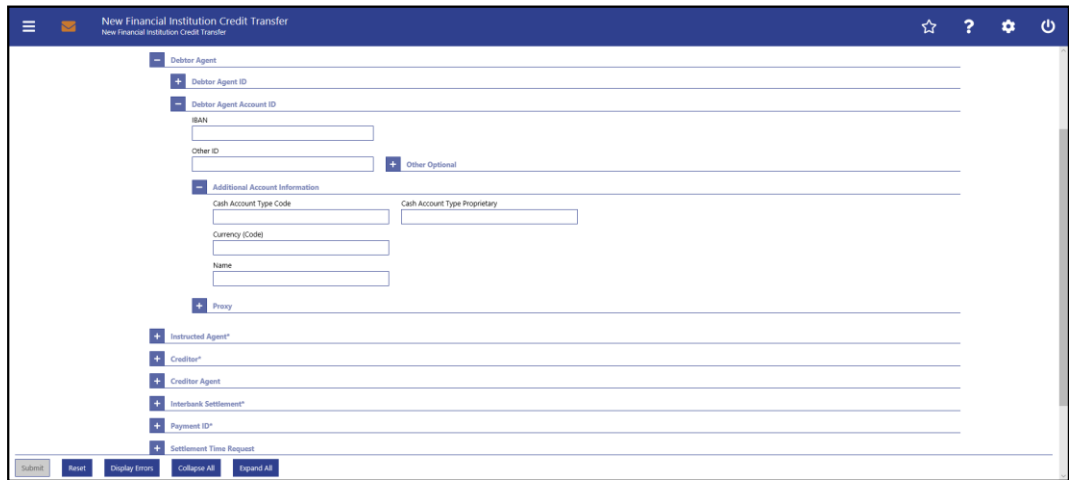 New Financial Institution Credit Transfer
New Financial Institution Credit Transfer
Debtor Agent
Debtor Agent ID
Debtor Agent Account ID
IBAN
Other ID
Other Optional
Additional Account Information
Cash Account Type Code Cash Account Type Proprietary
Currency (Code)
Name
Proxy
Instructed Agent*
Creditor*
Creditor Agent
Interbank Settlement*
Payment ID*
Settlement Time Request
Submit Reset Display Errors Collapse All Expand All